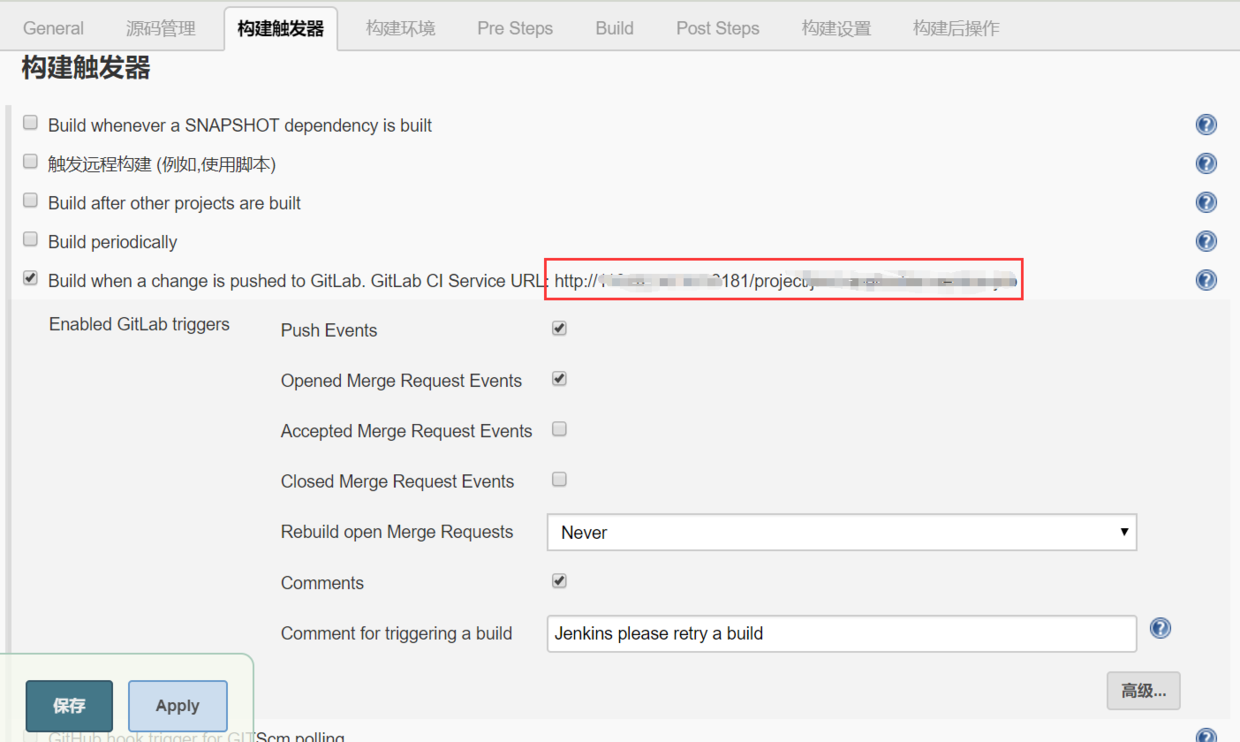 General 源码管理 构建触发器 构建环境 Pre Steps Build Post Steps 构建设置 构建后操作
构建触发器
Build whenever a SNAPSHOT dependency is built
触发远程构建 (例如,使用脚本)
Build after other projects are built
Build periodically
Build when a change is pushed to GitLab. GitLab CI Service URL: http:// 181/project/
Enabled GitLab triggers
Push Events
Opened Merge Request Events
Accepted Merge Request Events
Closed Merge Request Events
Rebuild open Merge Requests Never
Comments
Comment for triggering a build Jenkins please retry a build
高级...
保存 Apply
GitHub hook trigger for GITScm polling